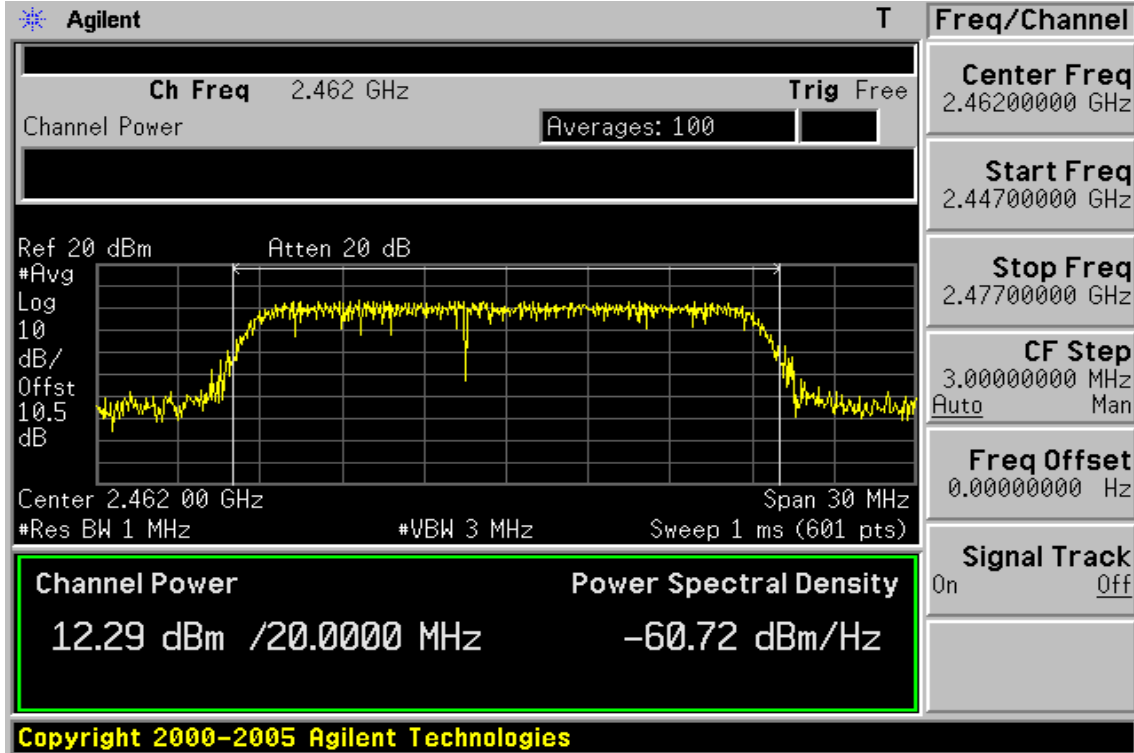 Agilent T Freq/Channel
Ch Freq 2.462 GHz Trig Free
Channel Power Averages: 100
Ref 20 dBm Atten 20 dB
#Avg
Log
10
dB/
Offst
10.5
dB
Center 2.462 00 GHz Span 30 MHz
#Res BW 1 MHz #VBW 3 MHz Sweep 1 ms (601 pts)
Channel Power Power Spectral Density
12.29 dBm /20.0000 MHz -60.72 dBm/Hz
Copyright 2000-2005 Agilent Technologies
Center Freq
2.46200000 GHz
Start Freq
2.44700000 GHz
Stop Freq
2.47700000 GHz
CF Step
3.00000000 MHz
Auto Man
Freq Offset
0.00000000 Hz
Signal Track
On Off